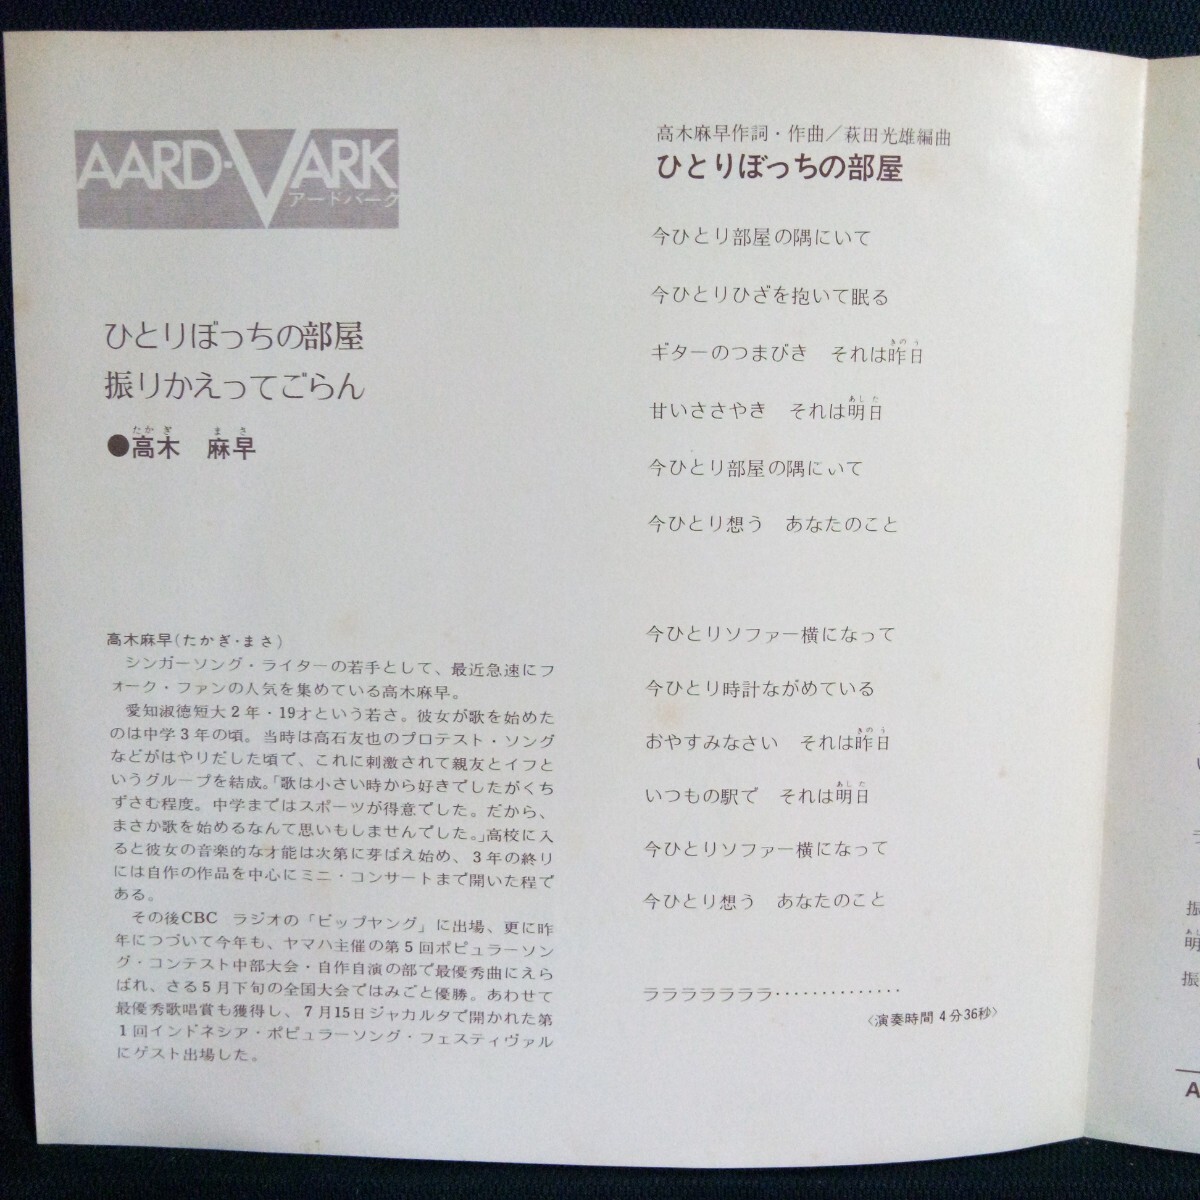 AARD-VARK
アードバーク
ひとりぼっちの部屋
振りかえってごらん
たかぎ まさ
●高木 麻早
高木麻早(たかぎ・まさ)
シンガーソング・ライターの若手として、最近急速にフ
ォーク・ファンの人気を集めている高木麻早。
愛知淑徳短大2年・19才という若さ。彼女が歌を始めた
のは中学3年の頃。当時は高石友也のプロテスト・ソング
などがはやりだした頃で、これに刺激されて親友とイフと
いうグループを結成。「歌は小さい時から好きでしたがくち
ずさむ程度。中学まではスポーツが得意でした。だから、
まさか歌を始めるなんて思いもしませんでした。」高校に入
ると彼女の音楽的な才能は次第に芽ばえ始め、3年の終り
には自作の作品を中心にミニ・コンサートまで開いた程で
ある。
その後CBC ラジオの「ビップヤング」に出場、更に昨
年につづいて今年も、ヤマハ主催の第5回ポピュラーソン
グ・コンテスト中部大会・自作自演の部で最優秀曲にえら
ばれ、さる5月下旬の全国大会ではみごと優勝。あわせて
最優秀歌唱賞も獲得し、7月15日ジャカルタで開かれた第
1回インドネシア・ポピュラーソング・フェスティヴァル
にゲスト出場した。
高木麻早作詞・作曲／萩田光雄編曲
ひとりぼっちの部屋
今ひとり部屋の隅にいて
今ひとりひざを抱いて眠る
きのう
ギターのつまびき それは昨日
あした
甘いささやき それは明日
今ひとり部屋の隅にいて
今ひとり想う あなたのこと
今ひとりソファー横になって
今ひとり時計ながめている
きのう
おやすみなさい それは昨日
あした
いつもの駅で それは明日
今ひとりソファー横になって
今ひとり想う あなたのこと
ララララララ……………
〈演奏時間 4分36秒〉
振
明
振
A